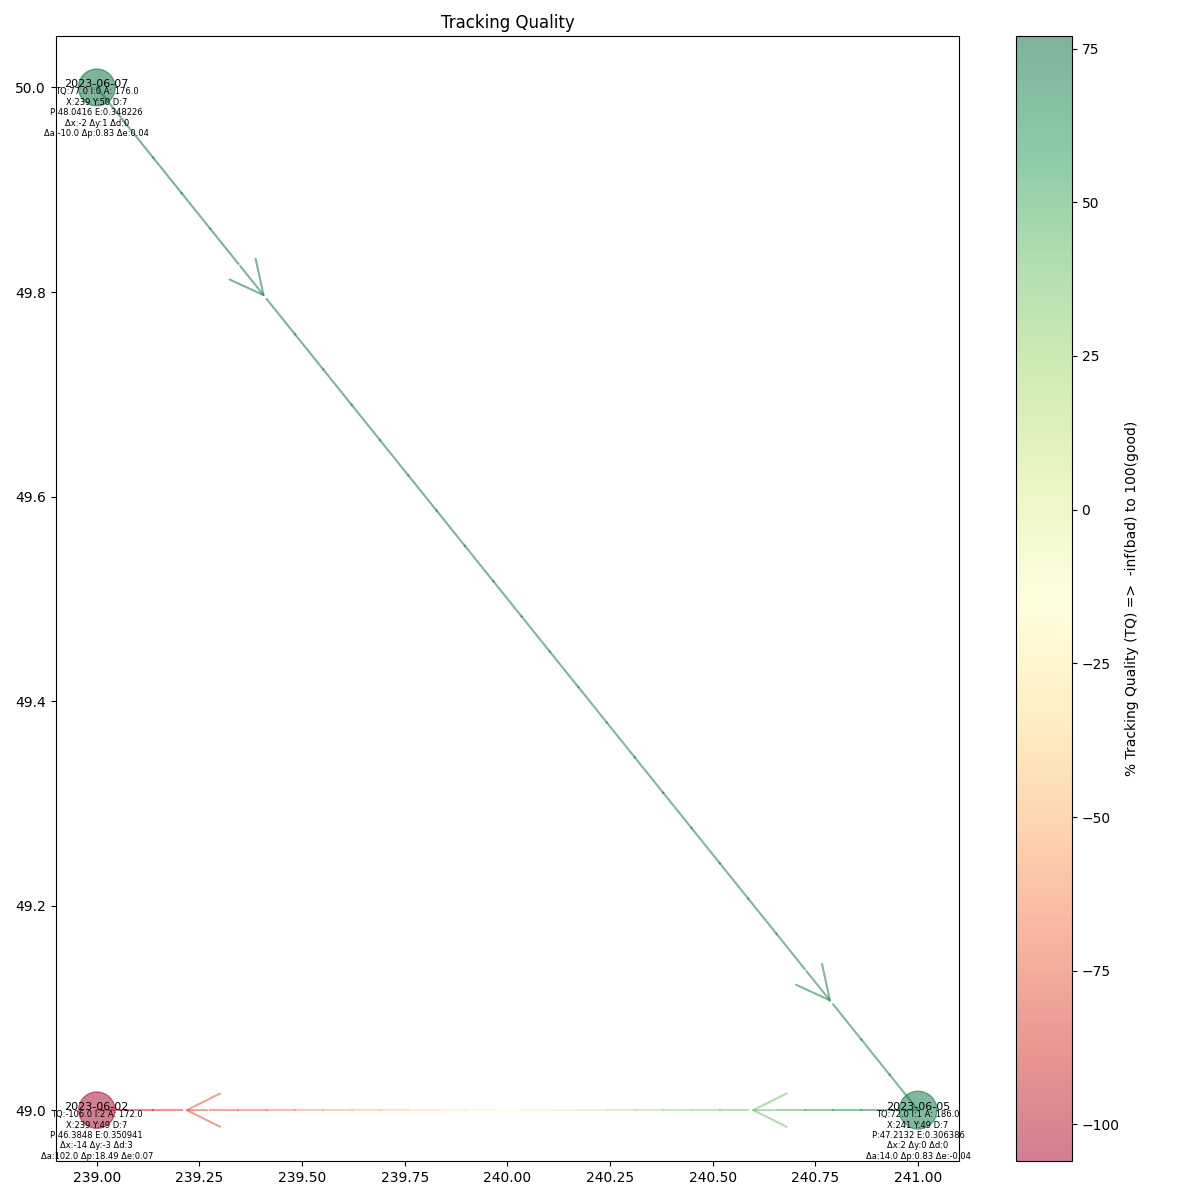 Tracking Quality
2023-06-07
TQ:77.0 I:0 A: 176.0
X:239 Y:50 D:7
P:48.0416 E:0.348226
Δx:-2 Δy:1 Δd:0
Δa:-10.0 Δp:0.83 Δe:0.04
2023-06-02
TQ:-106.0 I:2 A: 172.0
X:239 Y:49 D:7
P:46.3848 E:0.350941
Δx:-14 Δy:-3 Δd:3
Δa:102.0 Δp:18.49 Δe:0.07
2023-06-05
TQ:72.0 I:1 A: 186.0
X:241 Y:49 D:7
P:47.2132 E:0.306386
Δx:2 Δy:0 Δd:0
Δa:14.0 Δp:0.83 Δe:-0.04
50.0
49.8
49.6
49.4
49.2
49.0
239.00
239.25
239.50
239.75
240.00
240.25
240.50
240.75
241.00
75
50
25
0
−25
−50
−75
−100
% Tracking Quality (TQ) => -inf(bad) to 100(good)